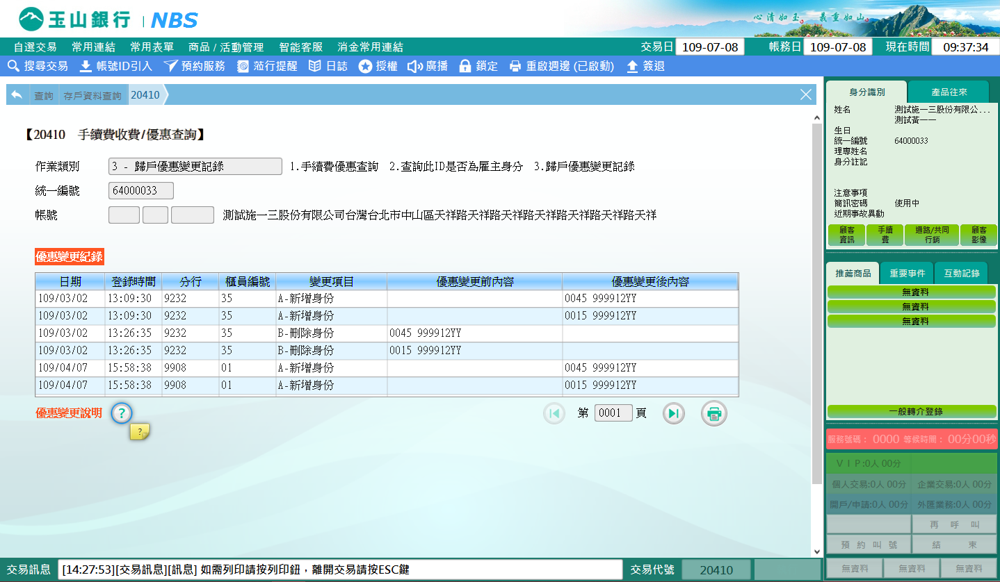 玉山銀行 | NBS
心清如玉。義重如山。
自選交易 常用連結 常用表單 商品 / 活動管理 智能客服 消金常用連結 交易日 109-07-08 帳務日 109-07-08 現在時間 09:37:34
搜尋交易 帳號ID引入 預約服務 蒞行提醒 日誌 授權 廣播 鎖定 重啟週邊 (已啟動) 簽退
查詢 存戶資料查詢 20410
【20410 手續費收費/優惠查詢】
作業類別 3 - 歸戶優惠變更記錄 1.手續費優惠查詢 2.查詢此ID是否為雇主身分 3.歸戶優惠變更記錄
統一編號 64000033
帳號 測試施一三股份有限公司台灣台北市中山區天祥路天祥路天祥路天祥路天祥路天祥路天祥
優惠變更紀錄
日期 登錄時間 分行 櫃員編號 變更項目 優惠變更前內容 優惠變更後內容
109/03/02 13:09:30 9232 35 A-新增身份 0045 999912YY
109/03/02 13:09:30 9232 35 A-新增身份 0015 999912YY
109/03/02 13:26:35 9232 35 B-刪除身份 0045 999912YY
109/03/02 13:26:35 9232 35 B-刪除身份 0015 999912YY
109/04/07 15:58:38 9908 01 A-新增身份 0045 999912YY
109/04/07 15:58:38 9908 01 A-新增身份 0015 999912YY
優惠變更說明 ? 第 0001 頁
?
交易訊息 [14:27:53][交易訊息][訊息] 如需列印請按列印鈕，離開交易請按ESC鍵 交易代號 20410
身分識別 產品往來
姓名 測試施一三股份有限公...
測試黃一一
生日
統一編號 64000033
理專姓名
身分註記
注意事項
簡訊密碼 使用中
近期事故異動
顧客資訊 手續費 通路/共同行銷 顧客影像
推薦商品 重要事件 互動記錄
無資料
無資料
無資料
一般轉介登錄
服務號碼： 0000 等候時間： 00分00秒
ＶＩＰ:0人 00分
個人交易:0人 00分 企業交易:0人 00分
開戶/申請:0人 00分 外匯業務:0人 00分
再 呼 叫
預 約 叫 號 結 束
無資料 無資料 無資料